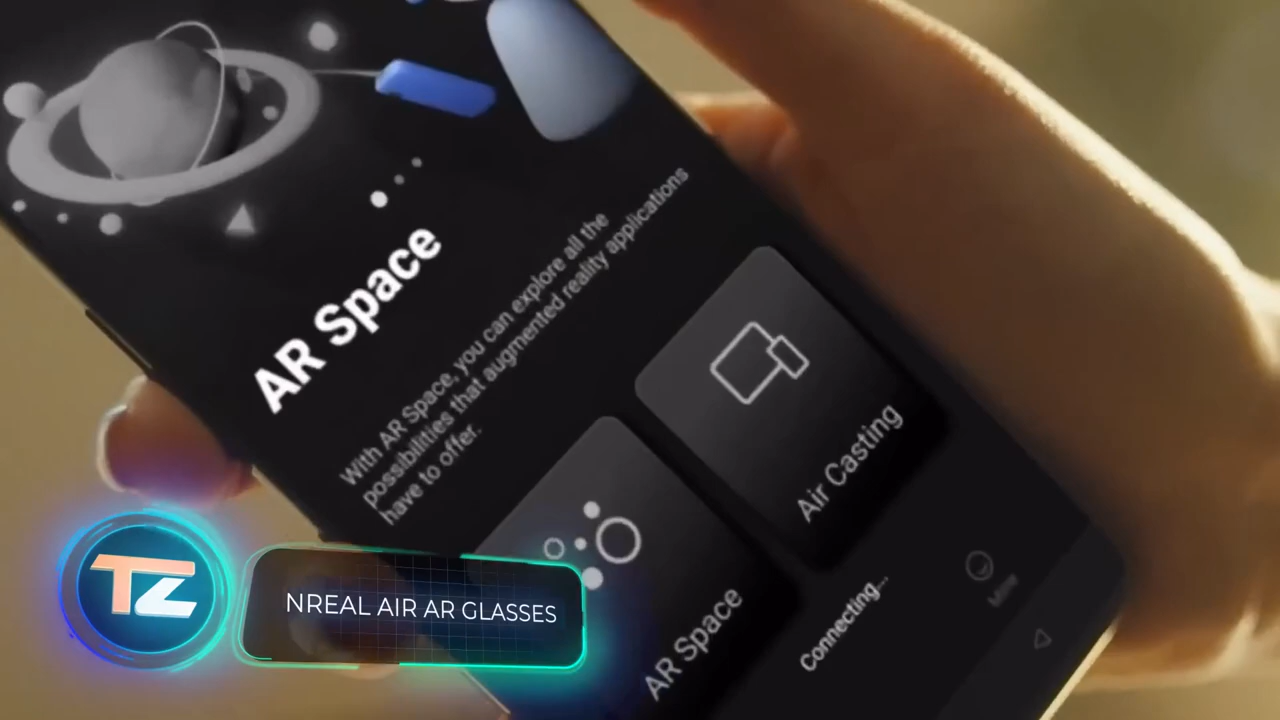 AR Space
With AR Space, you can explore all the
possibilities that augmented reality applications
have to offer.
Air Casting
AR Space
Connecting...
TZ
NREAL AIR AR GLASSES